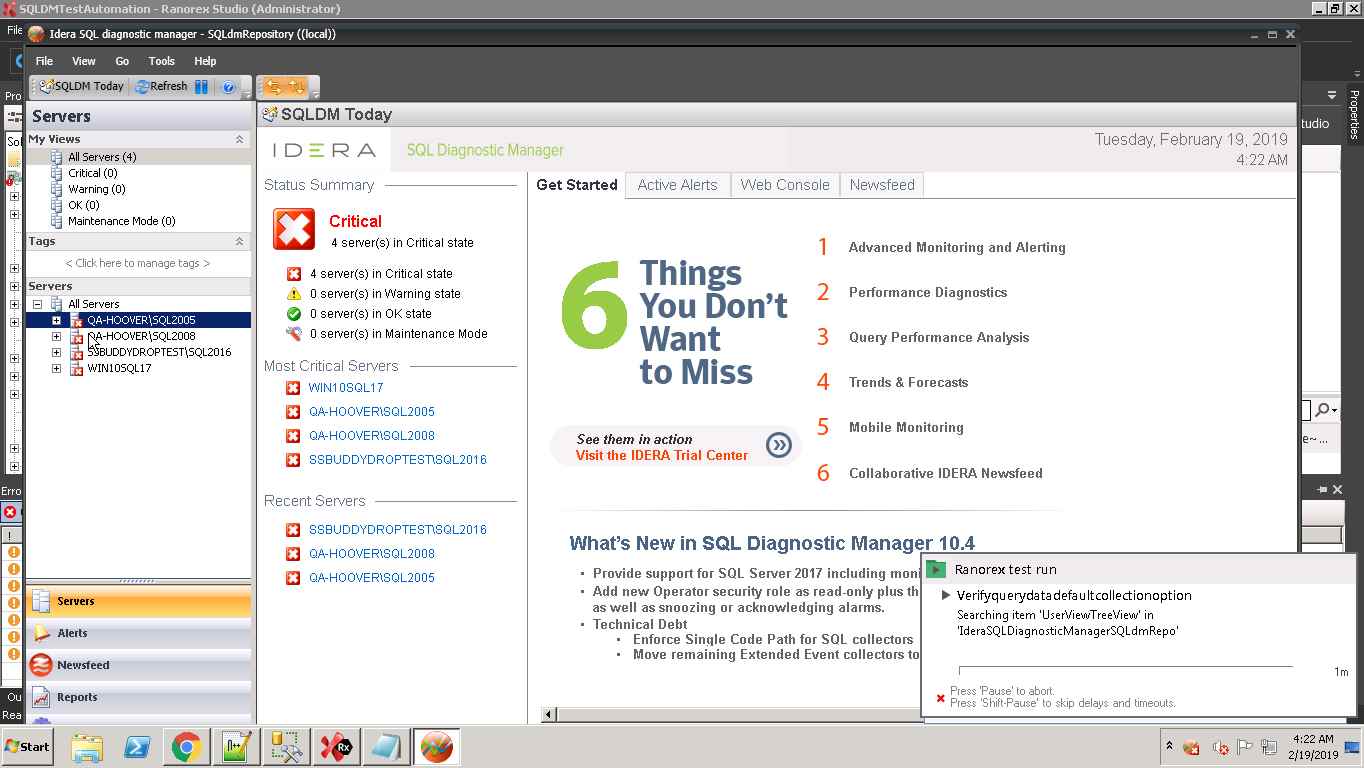 SQLDMTestAutomation - Ranorex Studio (Administrator)
File
Idera SQL diagnostic manager - SQLdmRepository ((local))
File View Go Tools Help
SQLDM Today Refresh
Pro
Properties
Servers
SQLDM Today
My Views
IDERA
SQL Diagnostic Manager
Tuesday, February 19, 2019
4:22 AM
tudio
Sol
All Servers (4)
Critical (0)
Warning (0)
OK (0)
Maintenance Mode (0)
Tags
< Click here to manage tags >
Servers
All Servers
QA-HOOVER\SQL2005
QA-HOOVER\SQL2008
SSBUDDYDROPTEST\SQL2016
WIN10SQL17
Status Summary
Critical
4 server(s) in Critical state
4 server(s) in Critical state
0 server(s) in Warning state
0 server(s) in OK state
0 server(s) in Maintenance Mode
Most Critical Servers
WIN10SQL17
QA-HOOVER\SQL2005
QA-HOOVER\SQL2008
SSBUDDYDROPTEST\SQL2016
Recent Servers
SSBUDDYDROPTEST\SQL2016
QA-HOOVER\SQL2008
QA-HOOVER\SQL2005
Get Started Active Alerts Web Console Newsfeed
6 Things
You Don't
Want
to Miss
See them in action
Visit the IDERA Trial Center
1 Advanced Monitoring and Alerting
2 Performance Diagnostics
3 Query Performance Analysis
4 Trends & Forecasts
5 Mobile Monitoring
6 Collaborative IDERA Newsfeed
e~...
What's New in SQL Diagnostic Manager 10.4
• Provide support for SQL Server 2017 including moni
• Add new Operator security role as read-only plus th
as well as snoozing or acknowledging alarms.
• Technical Debt
• Enforce Single Code Path for SQL collectors
• Move remaining Extended Event collectors to
Erro
!
Servers
Alerts
Newsfeed
Reports
Ou
Rea
Ranorex test run
Verifyquerydatadefaultcollectionoption
Searching item 'UserViewTreeView' in
'IderaSQLDiagnosticManagerSQLdmRepo'
1m
Press 'Pause' to abort.
Press 'Shift-Pause' to skip delays and timeouts.
Start
Rx
4:22 AM
2/19/2019